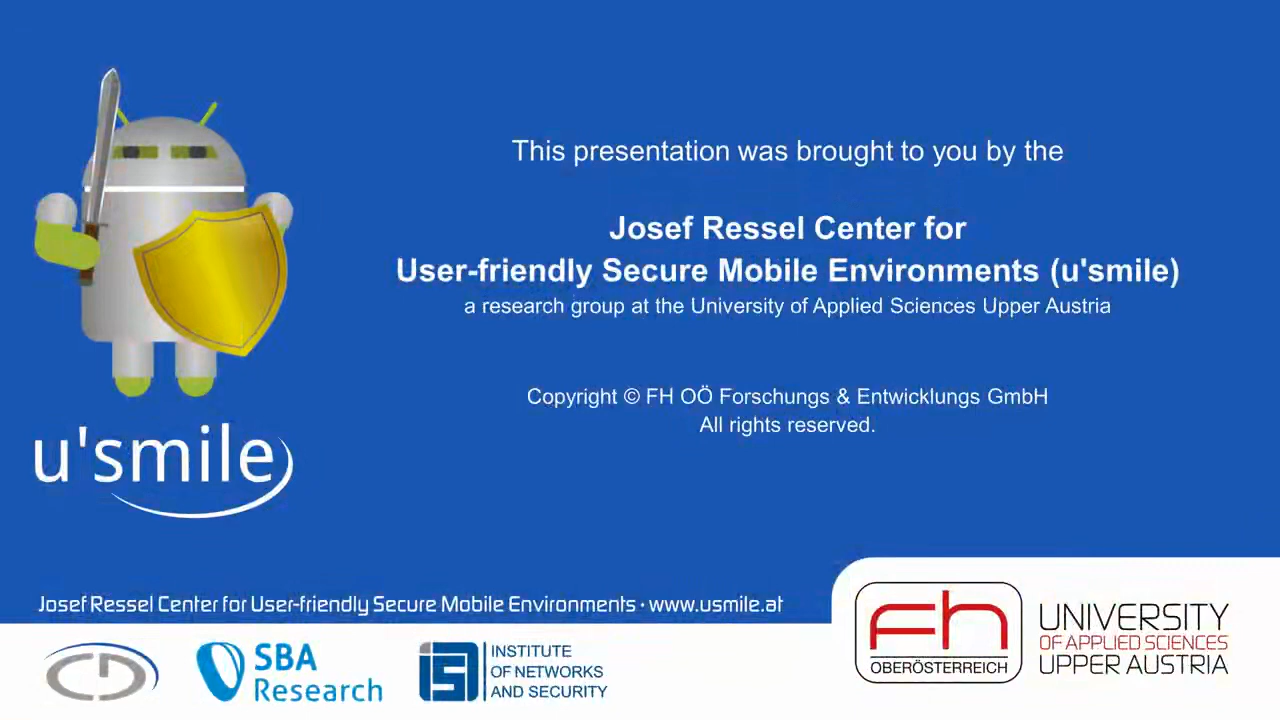 This presentation was brought to you by the
Josef Ressel Center for
User-friendly Secure Mobile Environments (u'smile)
a research group at the University of Applied Sciences Upper Austria
Copyright © FH OÖ Forschungs & Entwicklungs GmbH
All rights reserved.
u'smile
Josef Ressel Center for User-friendly Secure Mobile Environments · www.usmile.at
CD
SBA
Research
INS
INSTITUTE
OF NETWORKS
AND SECURITY
fh
OBERÖSTERREICH
UNIVERSITY
OF APPLIED SCIENCES
UPPER AUSTRIA